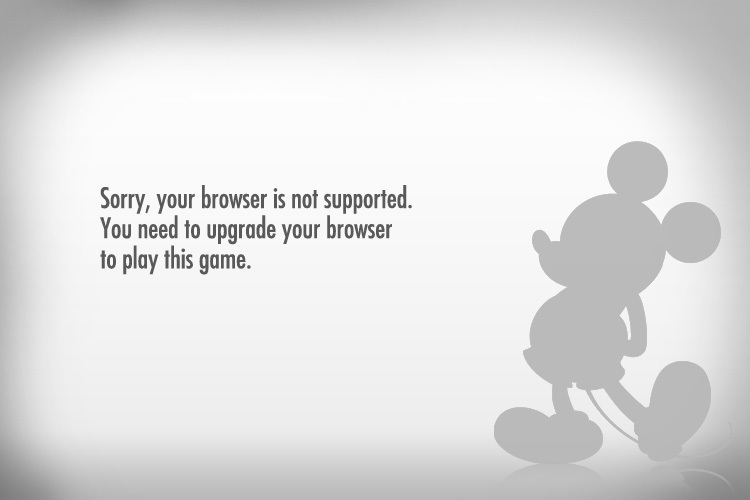 Sorry, your browser is not supported.
You need to upgrade your browser
to play this game.